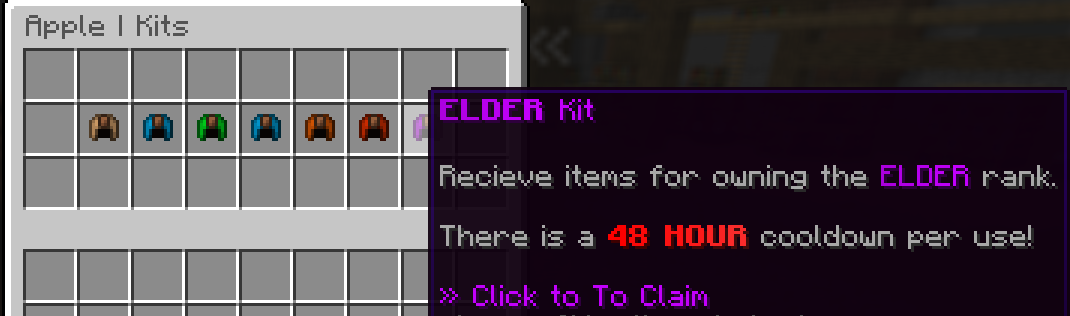 Apple | Kits
ELDER Kit
Recieve items for owning the ELDER rank.
There is a 48 HOUR cooldown per use!
» Click to To Claim